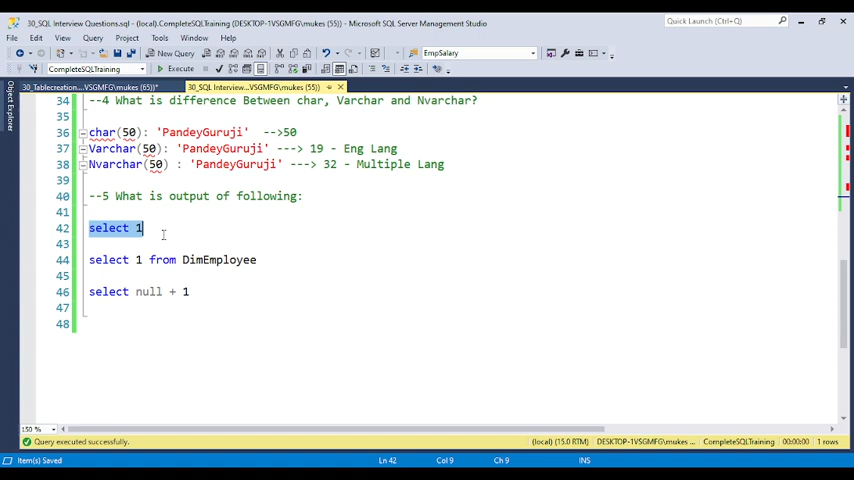 30_SQL Interview Questions.sql - (local).CompleteSQLTraining (DESKTOP-1VSGMFG\mukes (55)) - Microsoft SQL Server Management Studio
Quick Launch (Ctrl+Q)
File Edit View Query Project Tools Window Help
New Query
EmpSalary
CompleteSQLTraining
Execute
Object Explorer
30_Tablecreation....VSGMFG\mukes (65))*
30_SQL Interview...VSGMFG\mukes (55))
34 --4 What is difference Between char, Varchar and Nvarchar?
35
36 char(50): 'PandeyGuruji' -->50
37 Varchar(50): 'PandeyGuruji' ---> 19 - Eng Lang
38 Nvarchar(50) : 'PandeyGuruji' ---> 32 - Multiple Lang
39
40 --5 What is output of following:
41
42 select 1
43
44 select 1 from DimEmployee
45
46 select null + 1
47
48
150 %
Query executed successfully.
(local) (15.0 RTM)
DESKTOP-1VSGMFG\mukes ...
CompleteSQLTraining
00:00:00
1 rows
Item(s) Saved
Ln 42
Col 9
Ch 9
INS